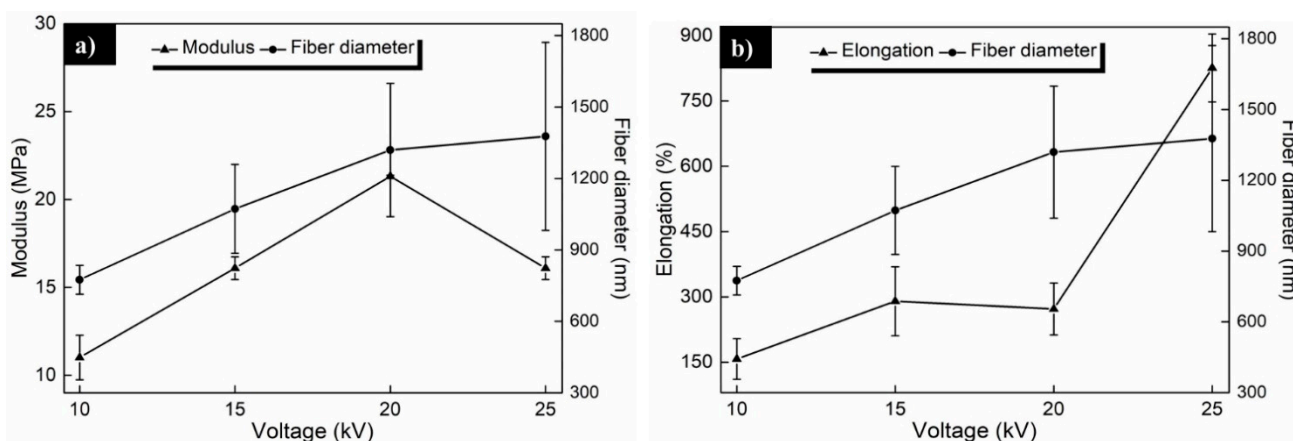 a)
Modulus Fiber diameter
30
25
20
15
10
Modulus (MPa)
1800
1500
1200
900
600
300
Fiber diameter (nm)
10 15 20 25
Voltage (kV)
b)
Elongation Fiber diameter
900
750
600
450
300
150
Elongation (%)
1800
1500
1200
900
600
300
Fiber diameter (nm)
10 15 20 25
Voltage (kV)